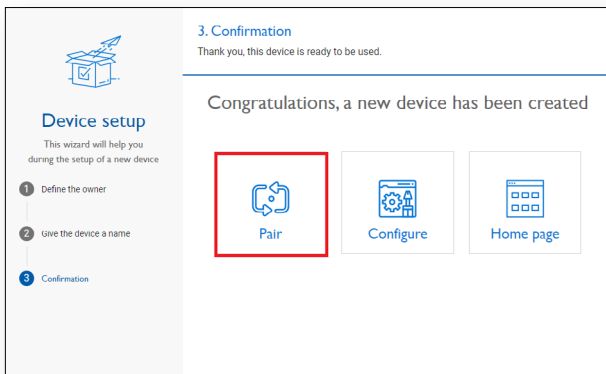 Device setup
This wizard will help you
during the setup of a new device
1 Define the owner
2 Give the device a name
3 Confirmation
3. Confirmation
Thank you, this device is ready to be used.
Congratulations, a new device has been created
Pair
Configure
Home page